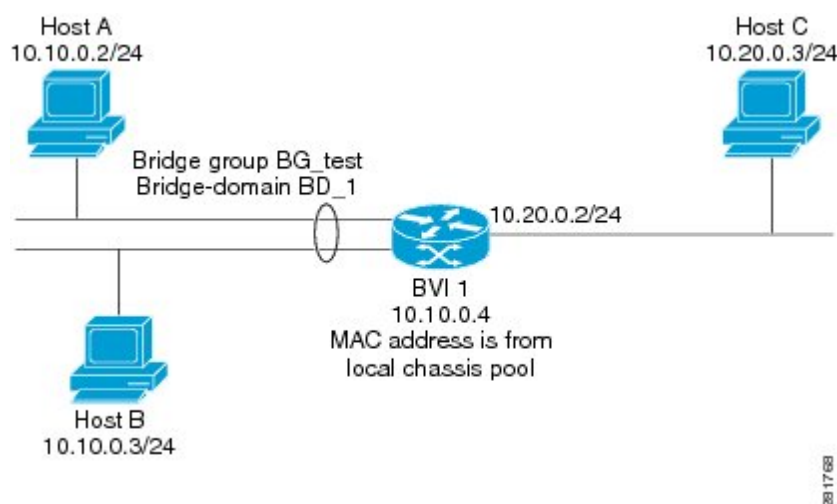 Host A
10.10.0.2/24
Host C
10.20.0.3/24
Bridge group BG_test
Bridge-domain BD_1
10.20.0.2/24
BVI 1
10.10.0.4
MAC address is from
local chassis pool
Host B
10.10.0.3/24